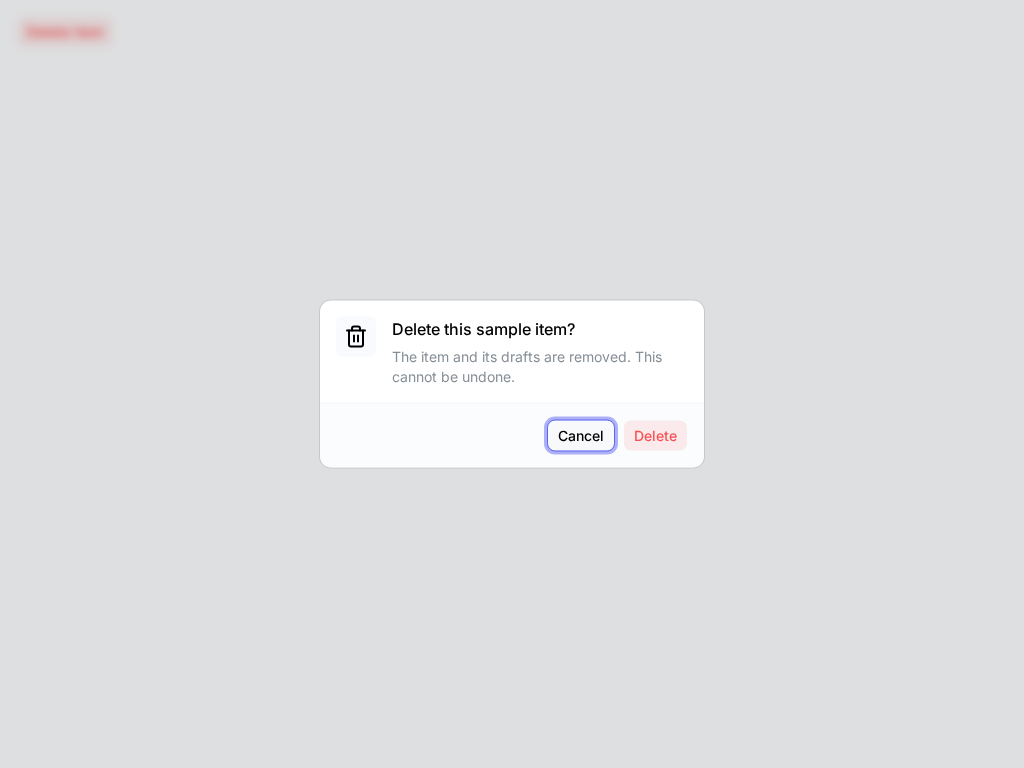 Delete this sample item?
The item and its drafts are removed. This
cannot be undone.
Cancel
Delete